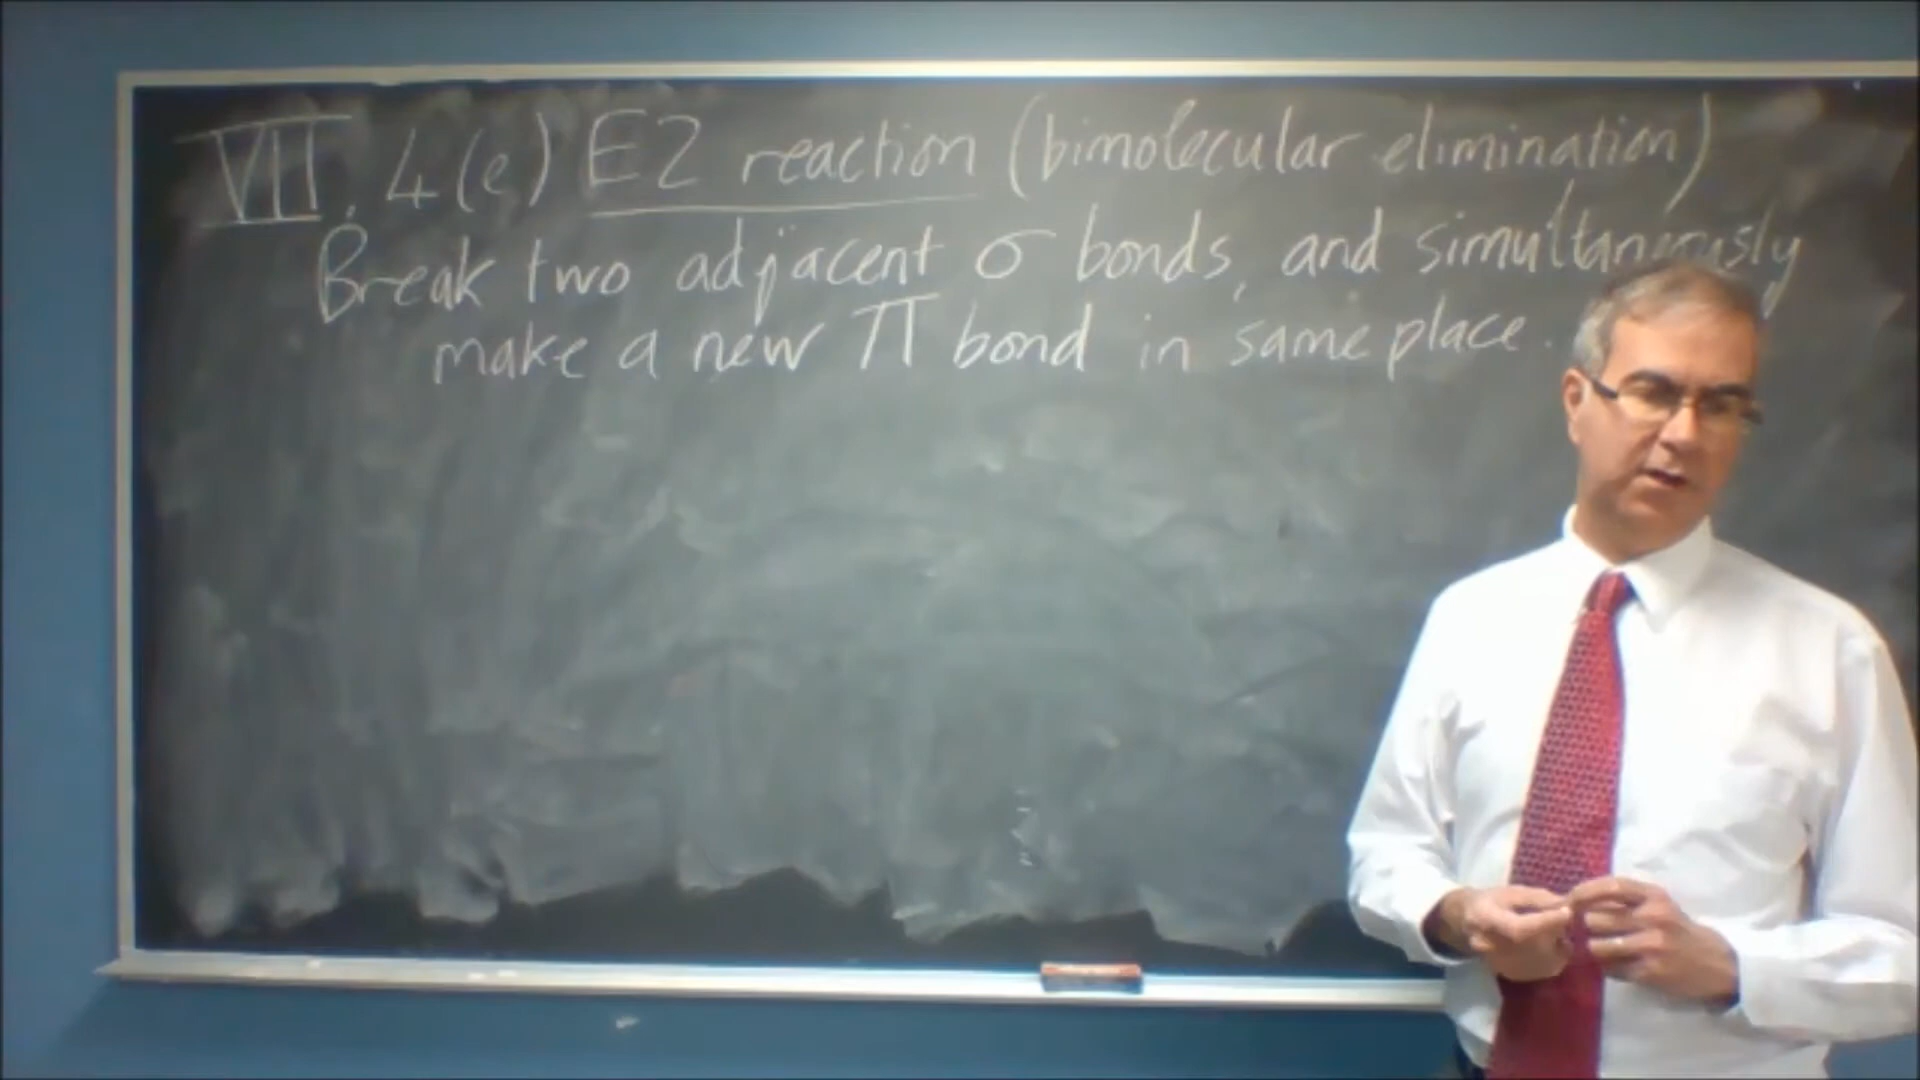 VII. 4(e) E2 reaction (bimolecular elimination)
Break two adjacent σ bonds, and simultaneously
make a new π bond in same place.